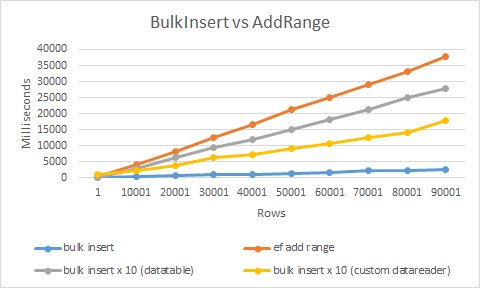 BulkInsert vs AddRange
40000
35000
30000
25000
20000
15000
10000
5000
0
Milliseconds
1 10001 20001 30001 40001 50001 60001 70001 80001 90001
Rows
bulk insert ef add range
bulk insert x 10 (datatable) bulk insert x 10 (custom datareader)